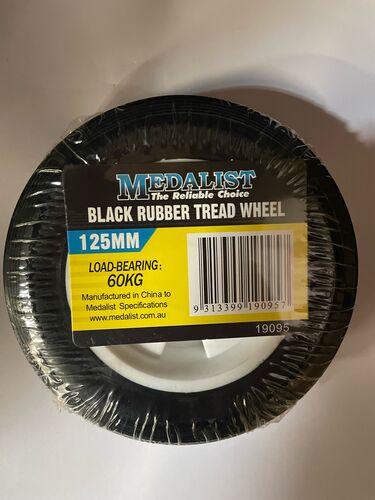 MEDALIST
The Reliable Choice
BLACK RUBBER TREAD WHEEL
125MM
LOAD-BEARING:
60KG
Manufactured in China to
Medalist Specifications
www.medalist.com.au
9 313399 190957
19095